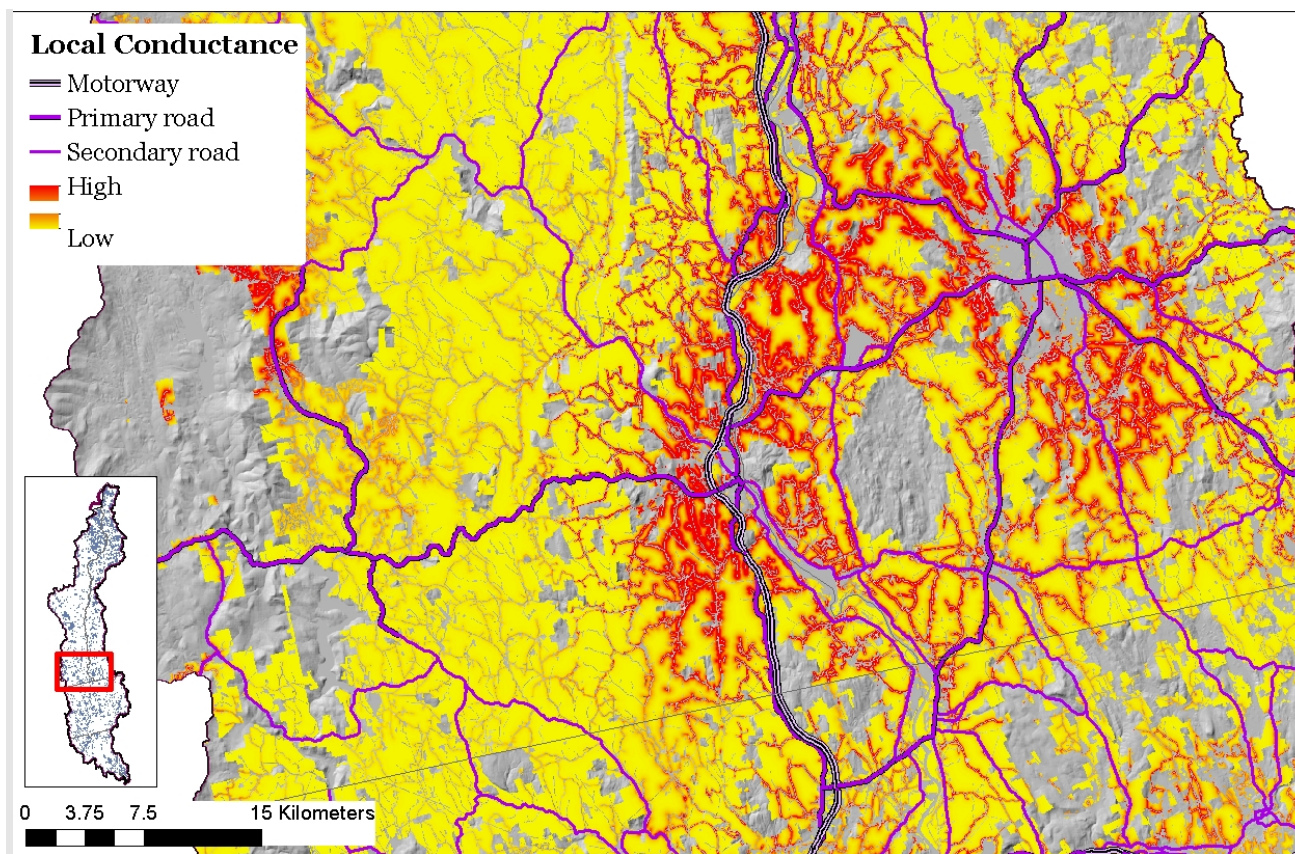 Local Conductance
Motorway
Primary road
Secondary road
High
Low
0 3.75 7.5 15 Kilometers